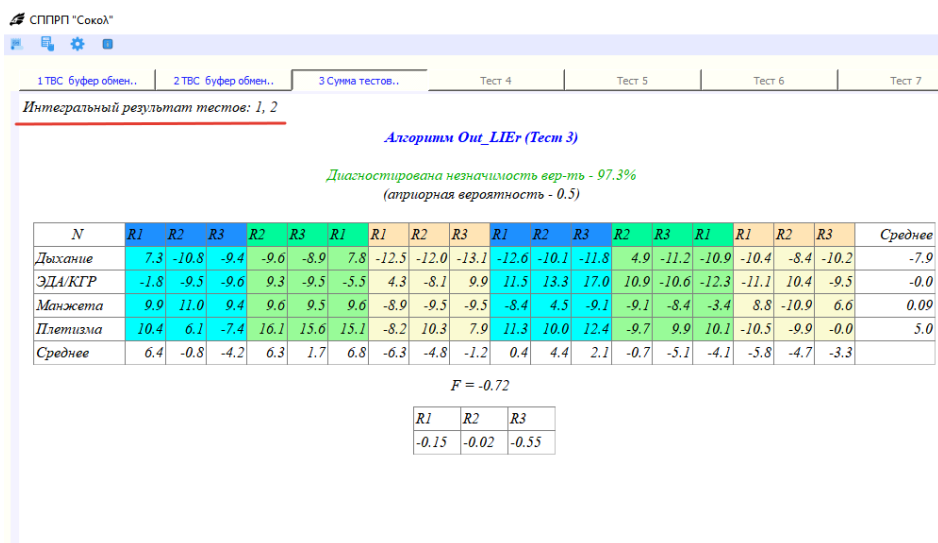 СППРП "Сокол"
1 ТВС буфер обмен.. 2 ТВС буфер обмен.. 3 Сумма тестов.. Тест 4 Тест 5 Тест 6 Тест 7
Интегральный результат тестов: 1, 2
Алгоритм Out_LIEr (Тест 3)
Диагностирована незначимость вер-ть - 97.3%
(априорная вероятность - 0.5)
N R1 R2 R3 R2 R3 R1 R1 R2 R3 R1 R2 R3 R2 R3 R1 R1 R2 R3 Среднее
Дыхание 7.3 -10.8 -9.4 -9.6 -8.9 7.8 -12.5 -12.0 -13.1 -12.6 -10.1 -11.8 4.9 -11.2 -10.9 -10.4 -8.4 -10.2 -7.9
ЭДА/КГР -1.8 -9.5 -9.6 9.3 -9.5 -5.5 4.3 -8.1 9.9 11.5 13.3 17.0 10.9 -10.6 -12.3 -11.1 10.4 -9.5 -0.0
Манжета 9.9 11.0 9.4 9.6 9.5 9.6 -8.9 -9.5 -9.5 -8.4 4.5 -9.1 -9.1 -8.4 -3.4 8.8 -10.9 6.6 0.09
Плетизма 10.4 6.1 -7.4 16.1 15.6 15.1 -8.2 10.3 7.9 11.3 10.0 12.4 -9.7 9.9 10.1 -10.5 -9.9 -0.0 5.0
Среднее 6.4 -0.8 -4.2 6.3 1.7 6.8 -6.3 -4.8 -1.2 0.4 4.4 2.1 -0.7 -5.1 -4.1 -5.8 -4.7 -3.3
F = -0.72
R1 R2 R3
-0.15 -0.02 -0.55